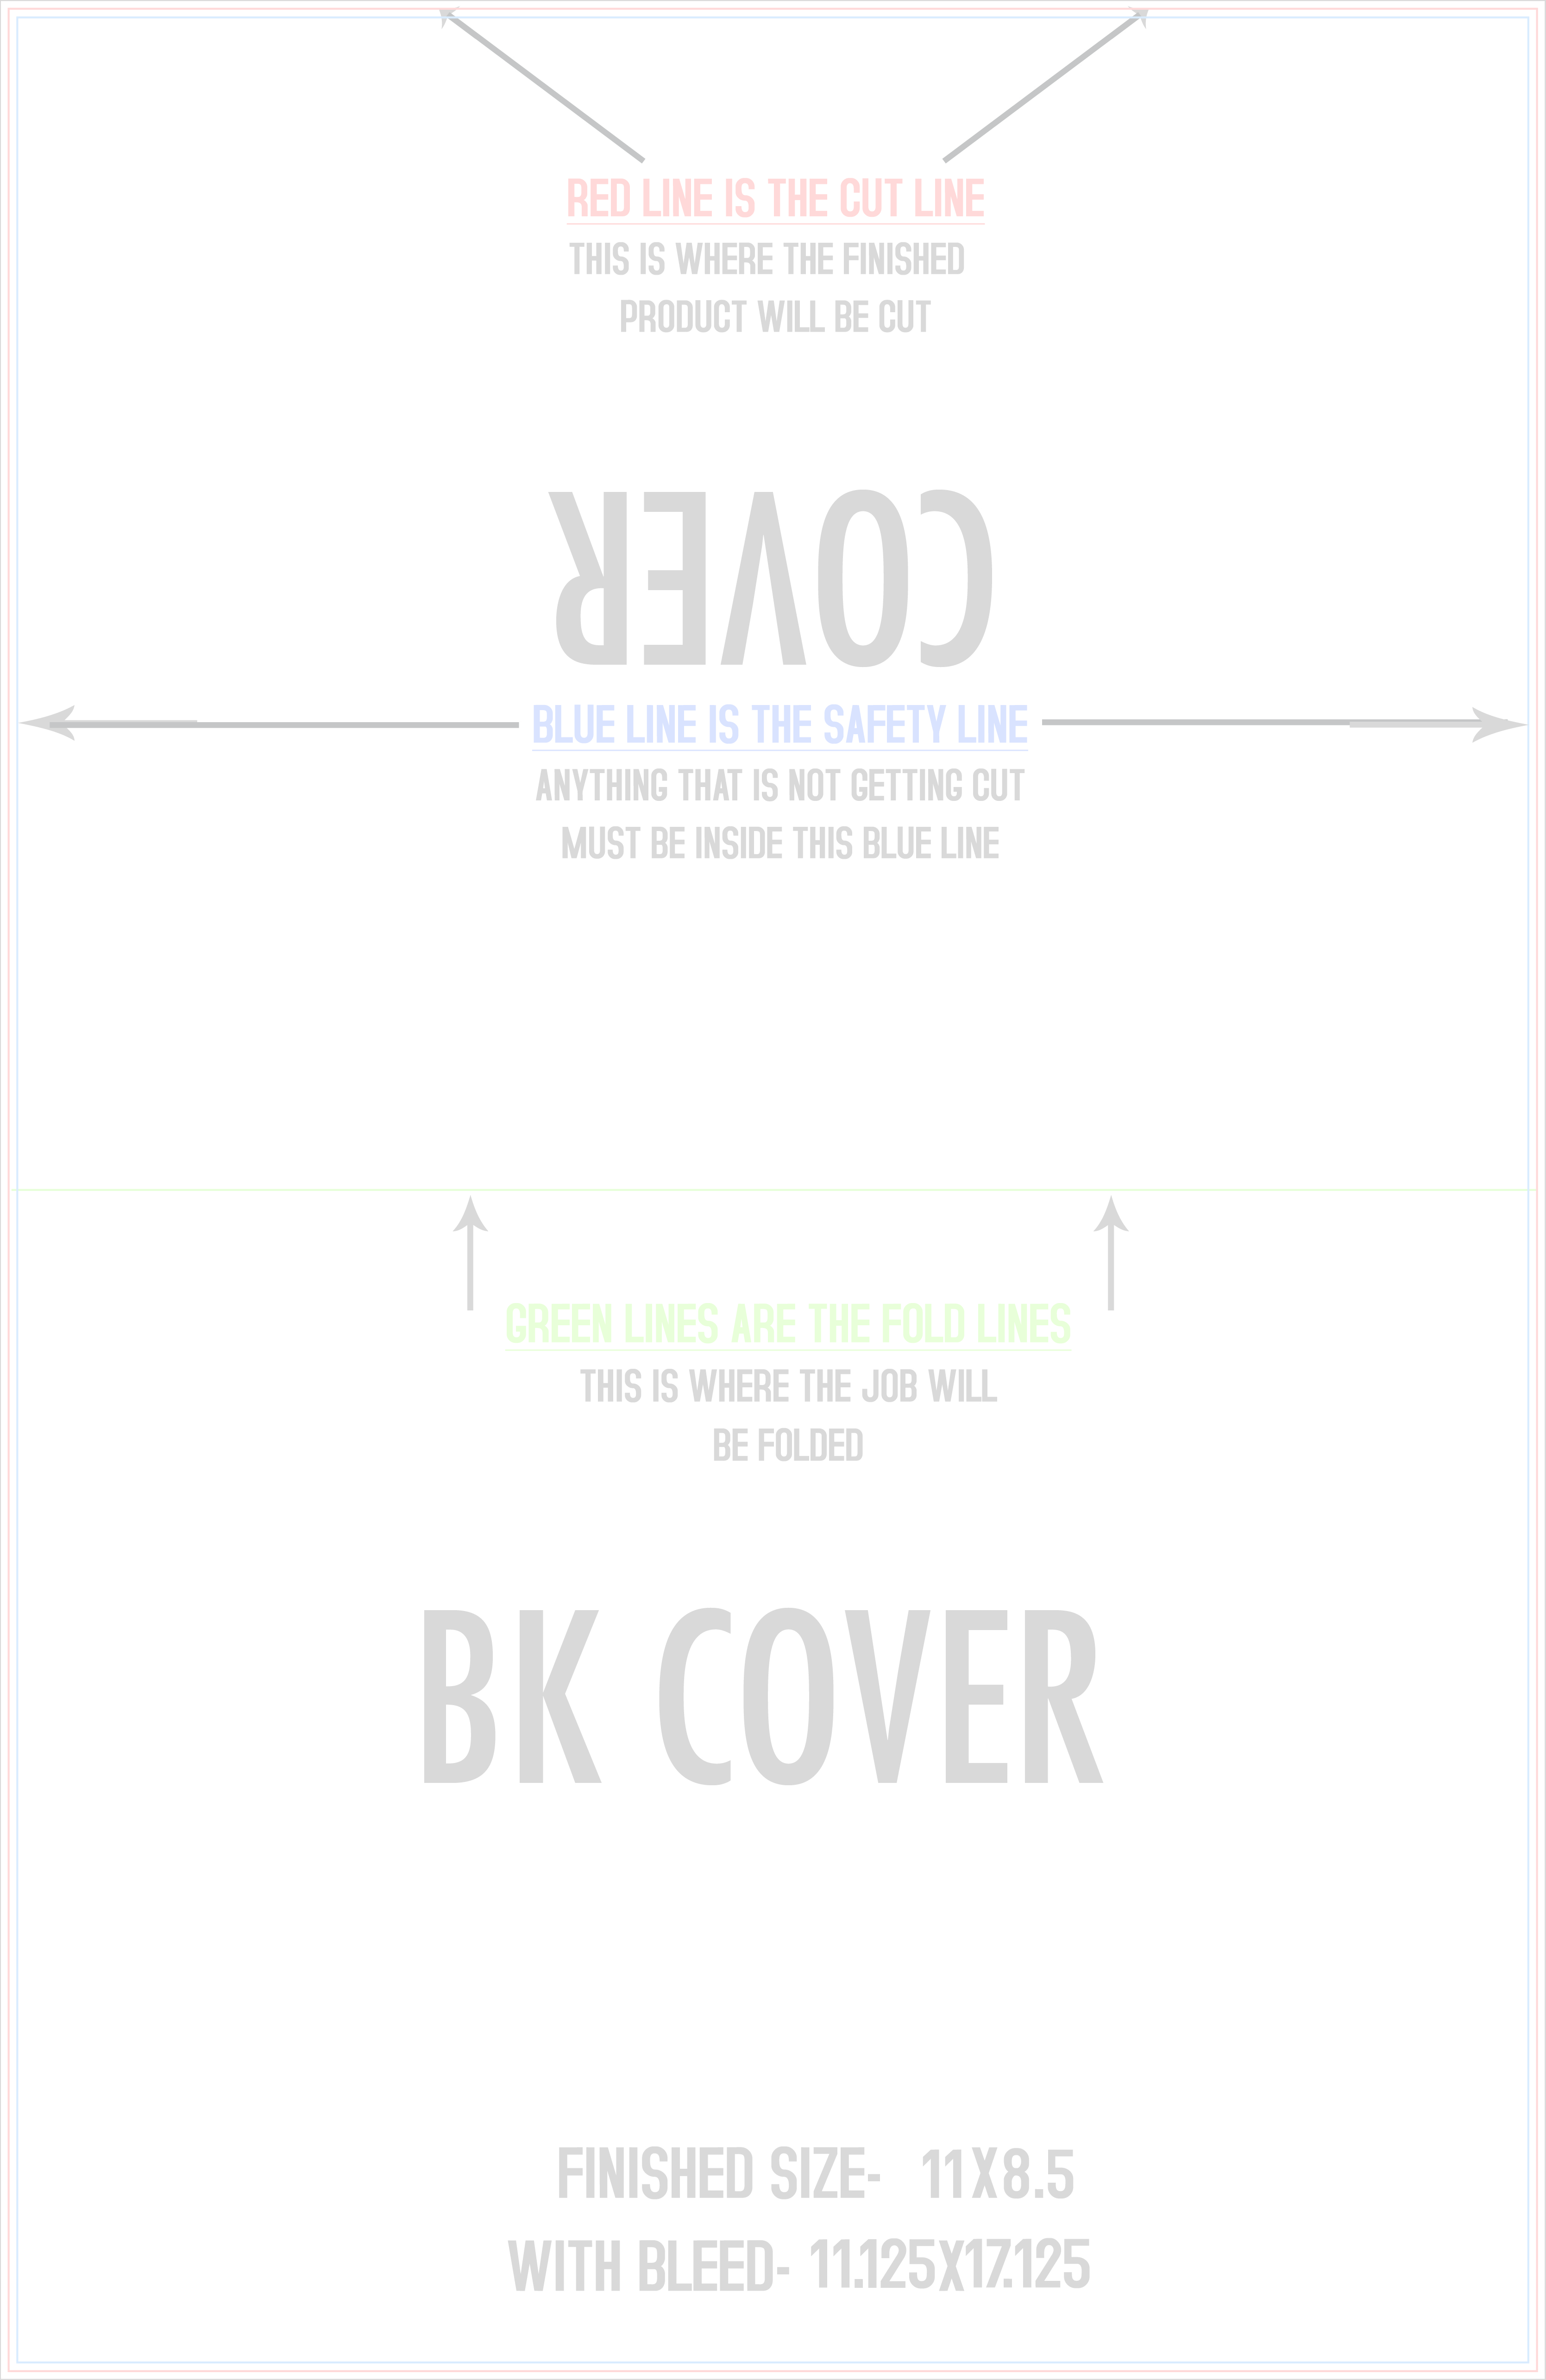 RED LINE IS THE CUT LINE
THIS IS WHERE THE FINISHED
PRODUCT WILL BE CUT
COVER
BLUE LINE IS THE SAFETY LINE
ANYTHING THAT IS NOT GETTING CUT
MUST BE INSIDE THIS BLUE LINE
GREEN LINES ARE THE FOLD LINES
THIS IS WHERE THE JOB WILL
BE FOLDED
BK COVER
FINISHED SIZE- 11X8.5
WITH BLEED- 11.125X17.125